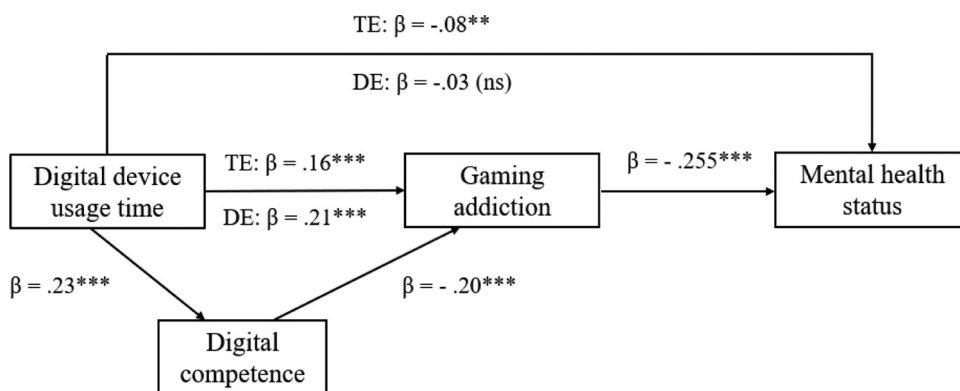 TE: β = -.08**
DE: β = -.03 (ns)
Digital device
usage time
TE: β = .16***
DE: β = .21***
Gaming
addiction
β = - .255***
Mental health
status
β = .23***
β = - .20***
Digital
competence